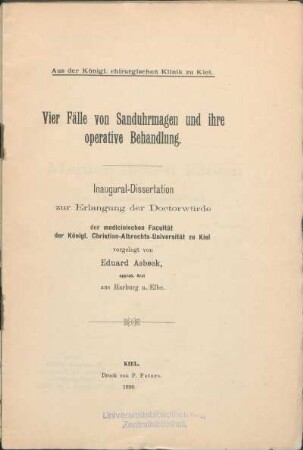 Aus der Königl. chirurgischen Klinik zu Kiel.
Vier Fälle von Sanduhrmagen und ihre
operative Behandlung.
Inaugural-Dissertation
zur Erlangung der Doctorwürde
der medicinischen Facultät
der Königl. Christian-Albrechts-Universität zu Kiel
vorgelegt von
Eduard Asbeck,
approb. Arzt
aus Harburg a. Elbe.
KIEL.
Druck von P. Peters.
Universitätsbibliothek
Zentralbibliothek